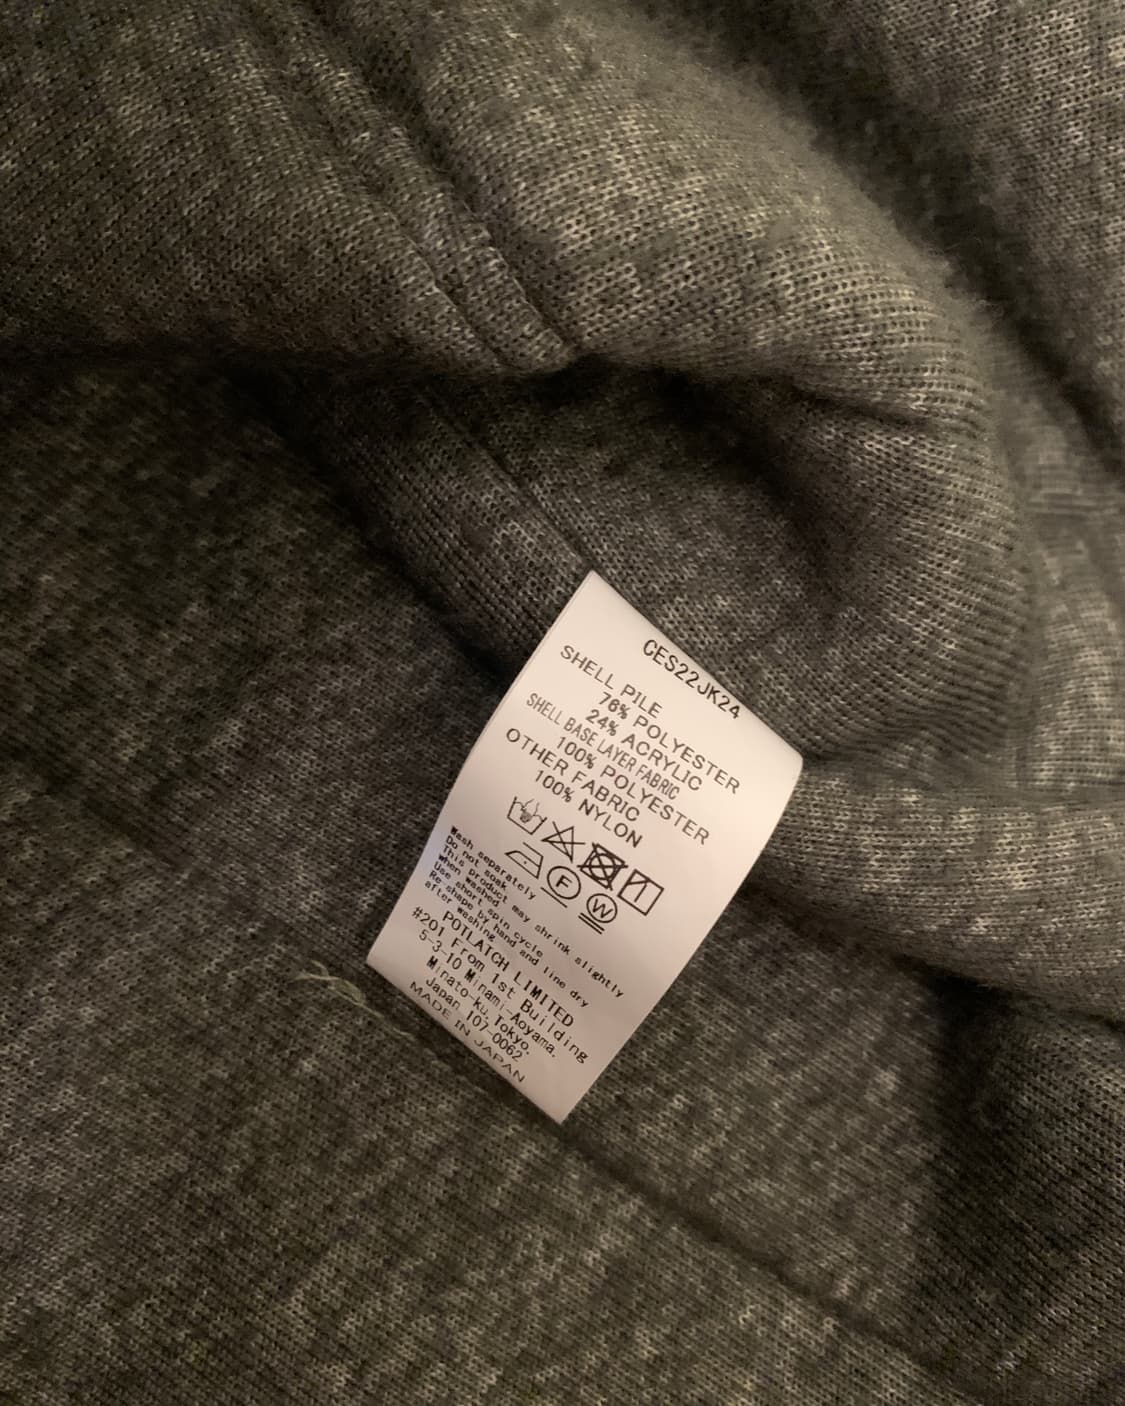 CES22JK24
SHELL PILE
76% POLYESTER
24% ACRYLIC
SHELL BASE LAYER FABRIC
100% POLYESTER
OTHER FABRIC
100% NYLON
F
W
Wash separately
Do not soak
This product may shrink slightly
when washed
Use short spin cycle
Re shape by hand and line dry
after washing
POTLATCH LIMITED
#201 From 1st Building
5-3-10 Minami-Aoyama,
Minato-ku, Tokyo,
Japan 107-0062
MADE IN JAPAN